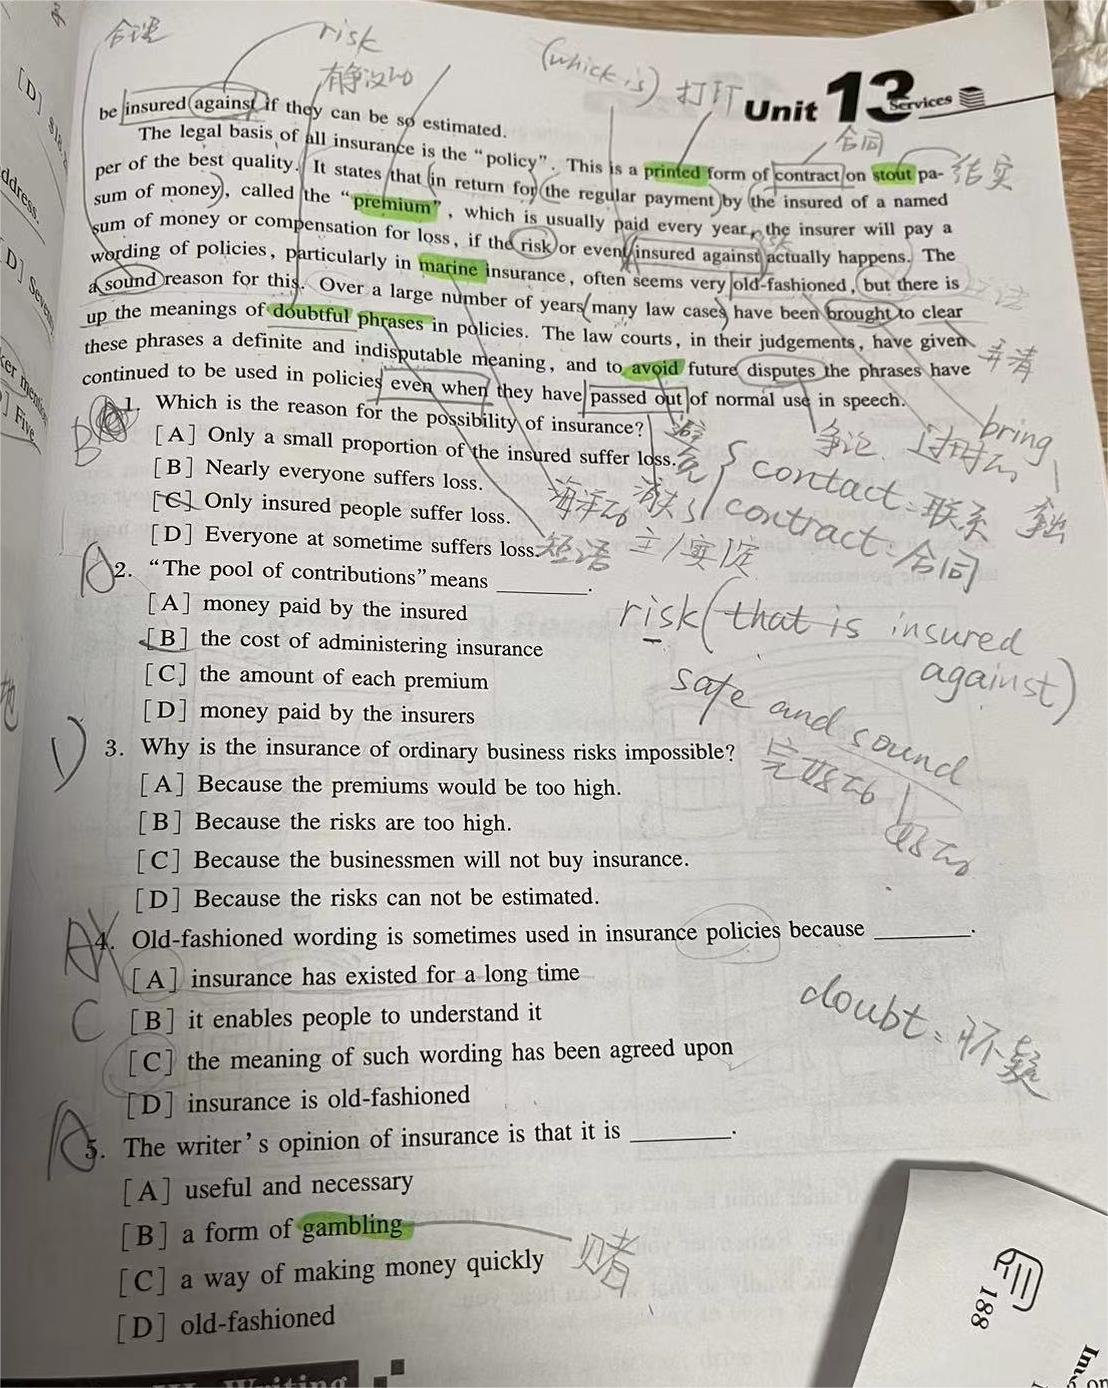 合理
risk
(which is) 打印
Unit 13
Services
合同
be insured against if they can be so estimated.
The legal basis of all insurance is the “policy”. This is a printed form of contract on stout pa-
结实
per of the best quality. It states that in return for the regular payment by the insured of a named
sum of money), called the “premium”, which is usually paid every year, the insurer will pay a
sum of money or compensation for loss, if the risk or event insured against actually happens. The
wording of policies, particularly in marine insurance, often seems very old-fashioned, but there is
a sound reason for this. Over a large number of years many law cases have been brought to clear
up the meanings of doubtful phrases in policies. The law courts, in their judgements, have given
弄清
these phrases a definite and indisputable meaning, and to avoid future disputes the phrases have
continued to be used in policies even when they have passed out of normal use in speech.
1. Which is the reason for the possibility of insurance?
避免
争论
过时的
bring
[A] Only a small proportion of the insured suffer loss.
[B] Nearly everyone suffers loss.
[C] Only insured people suffer loss.
[D] Everyone at sometime suffers loss.
海洋的
消失
contact: 联系
contract: 合同
短语
A
2. “The pool of contributions” means ________.
[A] money paid by the insured
[B] the cost of administering insurance
[C] the amount of each premium
[D] money paid by the insurers
risk (that is insured
against)
safe and sound
完好的
D
3. Why is the insurance of ordinary business risks impossible?
[A] Because the premiums would be too high.
[B] Because the risks are too high.
[C] Because the businessmen will not buy insurance.
[D] Because the risks can not be estimated.
A
4. Old-fashioned wording is sometimes used in insurance policies because ________.
[A] insurance has existed for a long time
C
[B] it enables people to understand it
[C] the meaning of such wording has been agreed upon
[D] insurance is old-fashioned
doubt = 怀疑
A
5. The writer’s opinion of insurance is that it is ________.
[A] useful and necessary
[B] a form of gambling
赌
[C] a way of making money quickly
[D] old-fashioned
188
[D]
ddress.
[D] Seven
] Five